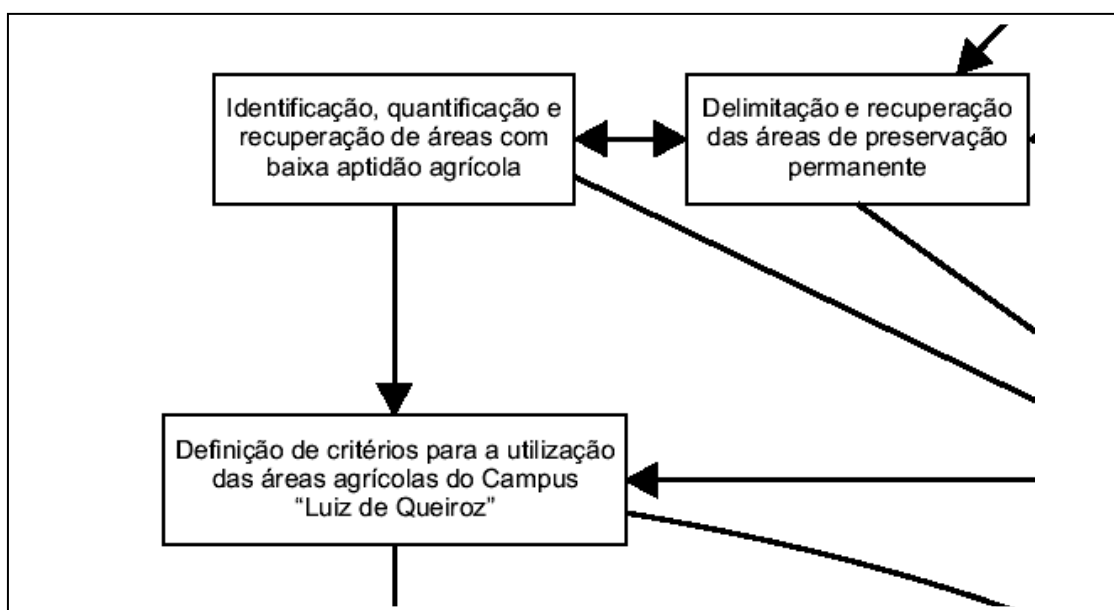 Identificação, quantificação e
recuperação de áreas com
baixa aptidão agrícola
Delimitação e recuperação
das áreas de preservação
permanente
Definição de critérios para a utilização
das áreas agrícolas do Campus
“Luiz de Queiroz”